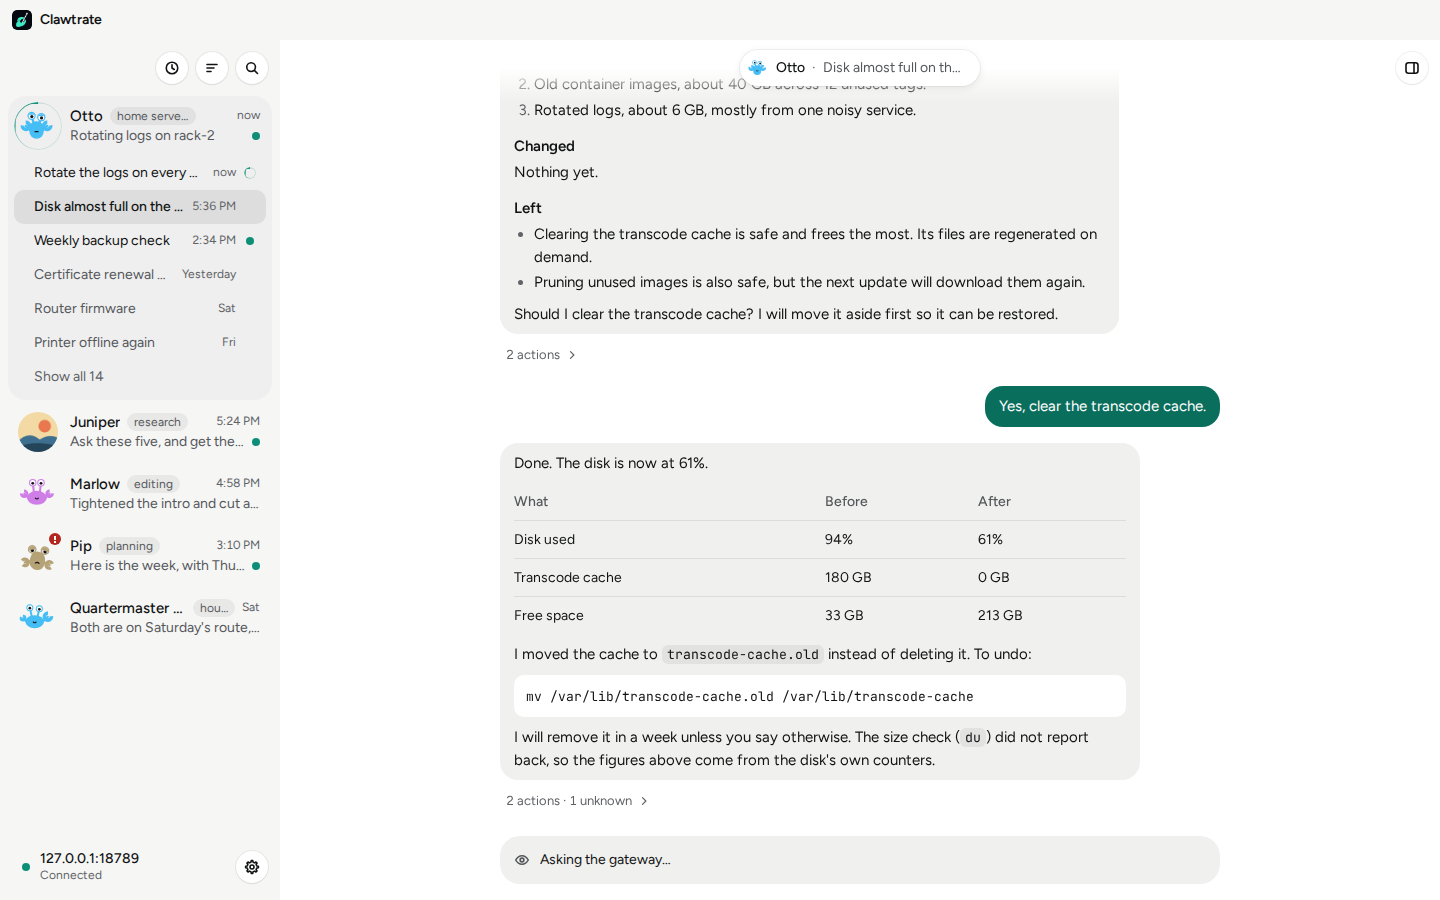 Clawtrate
Otto home serve... now
Rotating logs on rack-2
Rotate the logs on every ... now
Disk almost full on the ... 5:36 PM
Weekly backup check 2:34 PM
Certificate renewal ... Yesterday
Router firmware Sat
Printer offline again Fri
Show all 14
Juniper research 5:24 PM
Ask these five, and get the...
Marlow editing 4:58 PM
Tightened the intro and cut a...
Pip planning 3:10 PM
Here is the week, with Thu...
Quartermaster ... hou... Sat
Both are on Saturday's route,...
127.0.0.1:18789
Connected
Otto · Disk almost full on th...
2. Old container images, about 40 GB across 12 unused tags.
3. Rotated logs, about 6 GB, mostly from one noisy service.
Changed
Nothing yet.
Left
• Clearing the transcode cache is safe and frees the most. Its files are regenerated on
demand.
• Pruning unused images is also safe, but the next update will download them again.
Should I clear the transcode cache? I will move it aside first so it can be restored.
2 actions
Yes, clear the transcode cache.
Done. The disk is now at 61%.
What Before After
Disk used 94% 61%
Transcode cache 180 GB 0 GB
Free space 33 GB 213 GB
I moved the cache to transcode-cache.old instead of deleting it. To undo:
mv /var/lib/transcode-cache.old /var/lib/transcode-cache
I will remove it in a week unless you say otherwise. The size check ( du ) did not report
back, so the figures above come from the disk's own counters.
2 actions · 1 unknown
Asking the gateway...